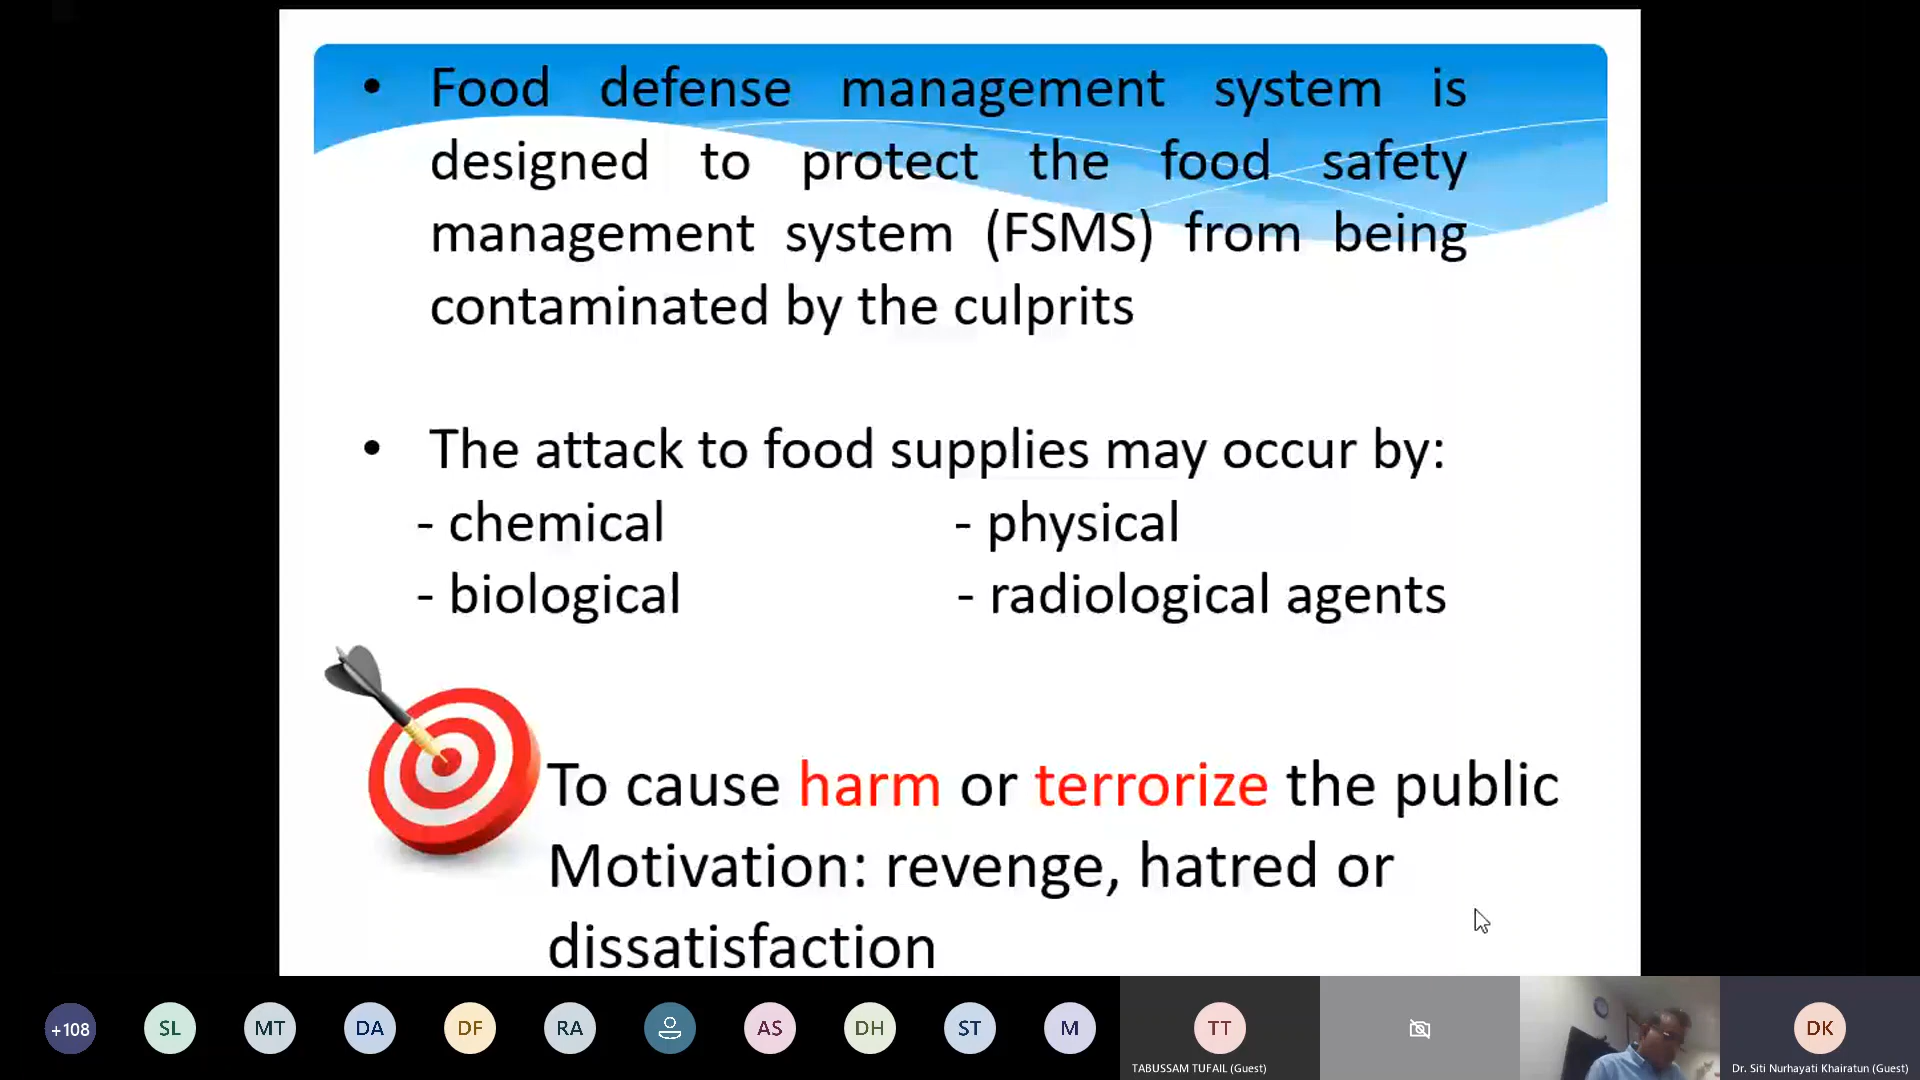 • Food defense management system is
designed to protect the food safety
management system (FSMS) from being
contaminated by the culprits
• The attack to food supplies may occur by:
- chemical - physical
- biological - radiological agents
To cause harm or terrorize the public
Motivation: revenge, hatred or
dissatisfaction
+108 SL MT DA DF RA AS DH ST M TT DK
TABUSSAM TUFAIL (Guest) Dr. Siti Nurhayati Khairatun (Guest)